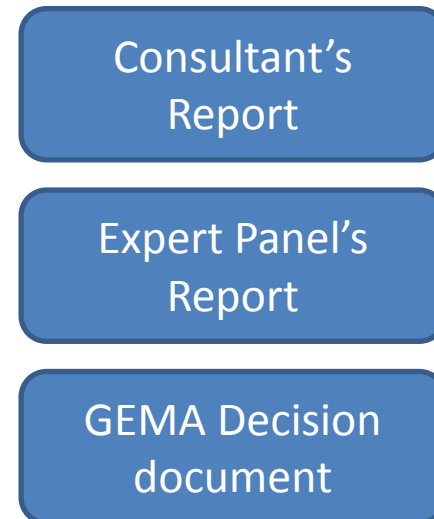 Consultant’s
Report
Expert Panel’s
Report
GEMA Decision
document